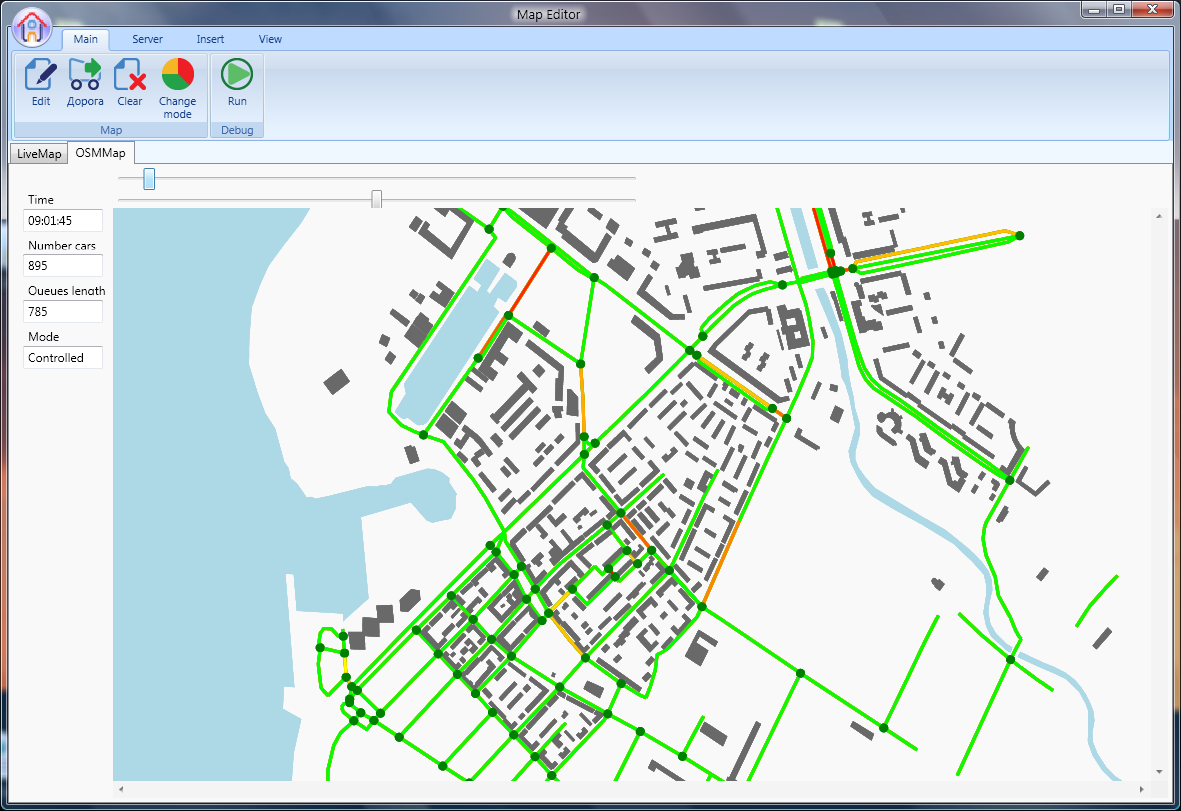 Map Editor
Main
Server
Insert
View
Edit
Дорога
Clear
Change
mode
Run
Map
Debug
LiveMap
OSMMap
Time
09:01:45
Number cars
895
Queues length
785
Mode
Controlled